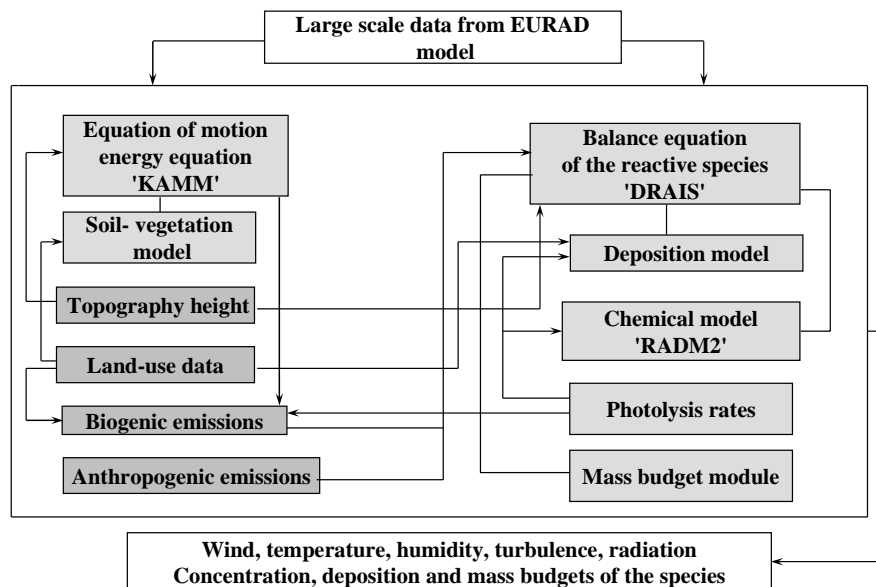 Large scale data from EURAD
model
Equation of motion
energy equation
'KAMM'
Soil- vegetation
model
Topography height
Land-use data
Biogenic emissions
Anthropogenic emissions
Balance equation
of the reactive species
'DRAIS'
Deposition model
Chemical model
'RADM2'
Photolysis rates
Mass budget module
Wind, temperature, humidity, turbulence, radiation
Concentration, deposition and mass budgets of the species